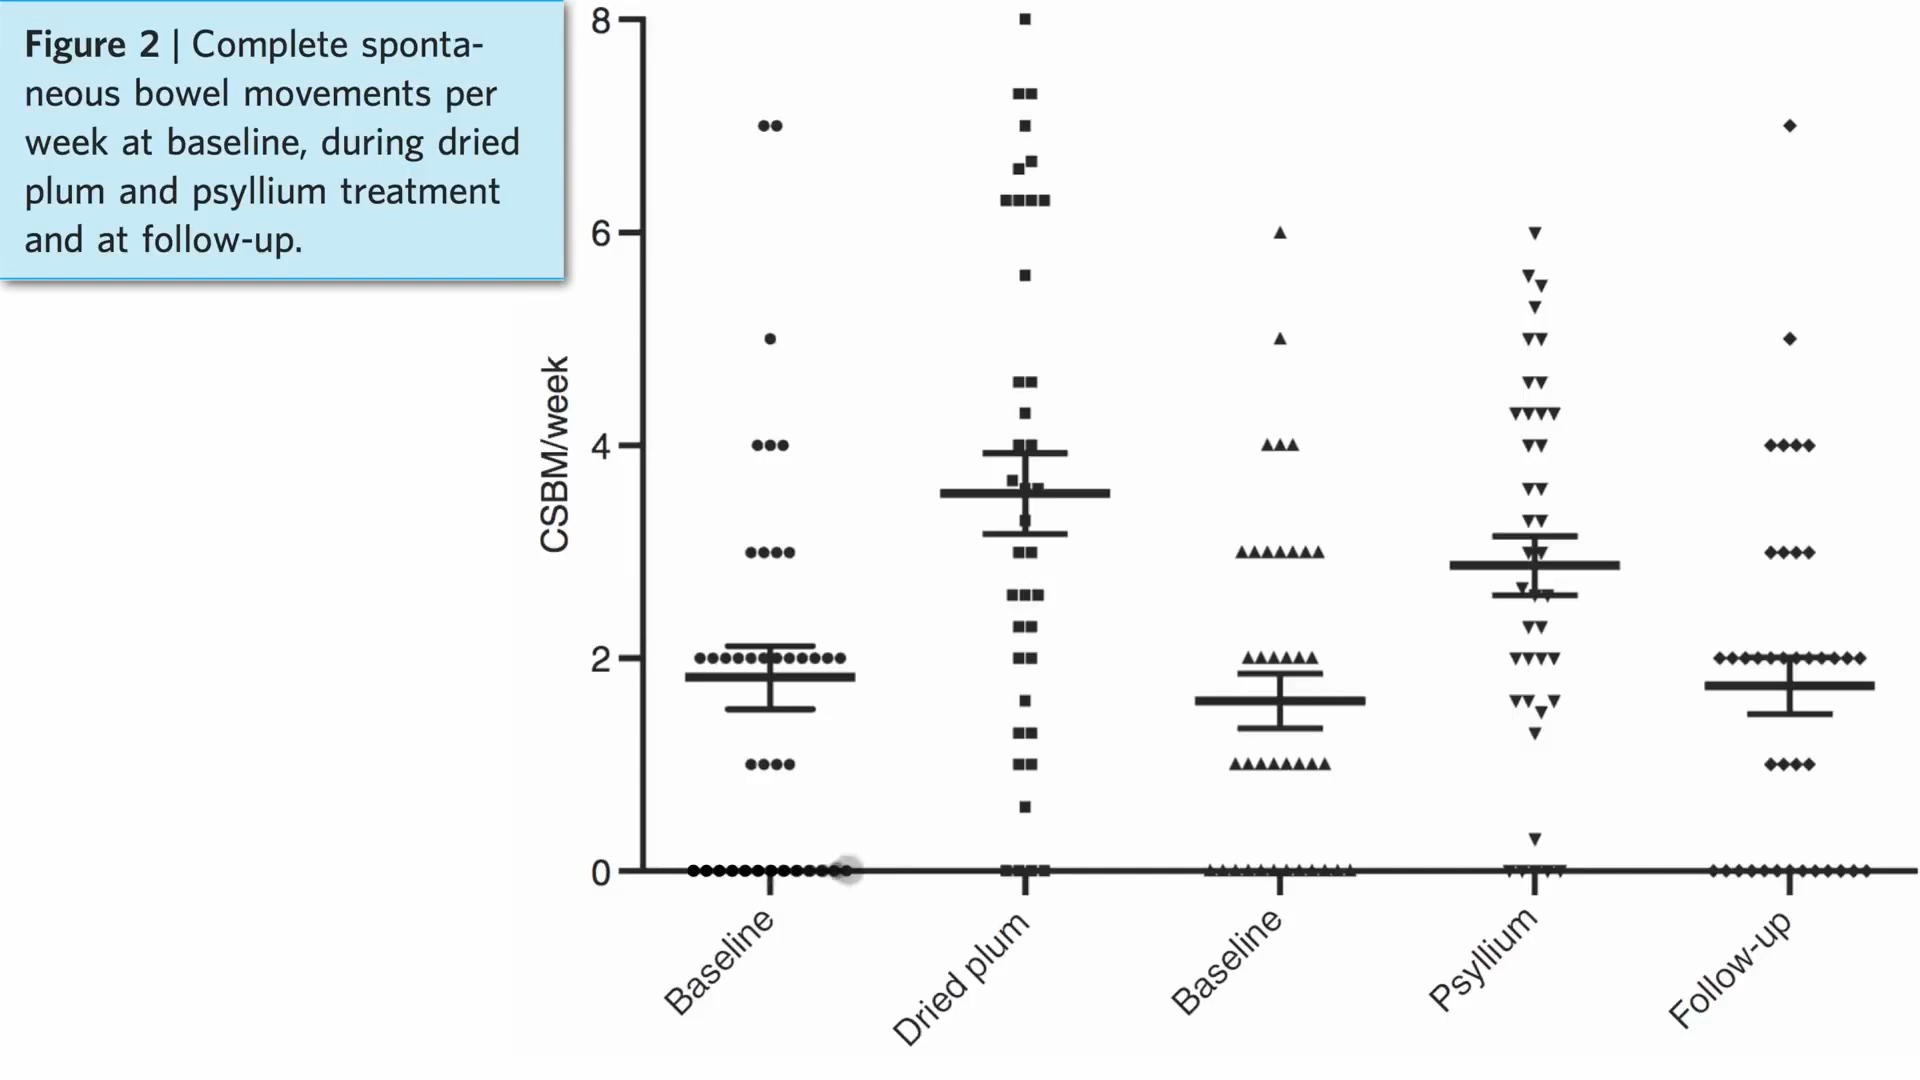 Figure 2 | Complete sponta-
neous bowel movements per
week at baseline, during dried
plum and psyllium treatment
and at follow-up.
CSBM/week
8
6
4
2
0
Baseline
Dried plum
Baseline
Psyllium
Follow-up